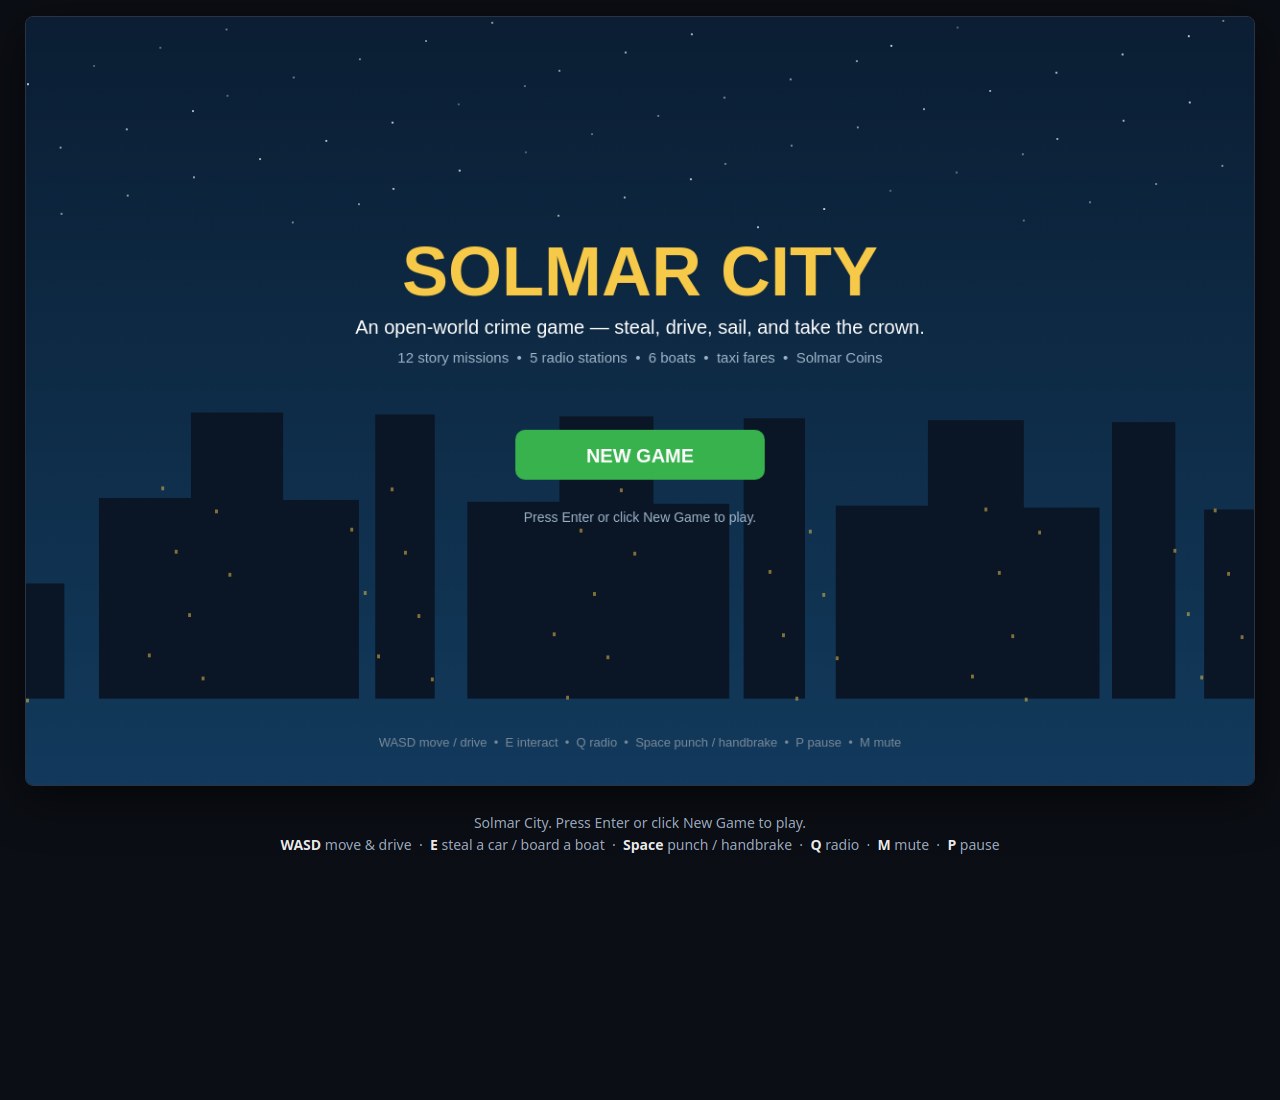 SOLMAR CITY
An open-world crime game — steal, drive, sail, and take the crown.
12 story missions • 5 radio stations • 6 boats • taxi fares • Solmar Coins
NEW GAME
Press Enter or click New Game to play.
WASD move / drive • E interact • Q radio • Space punch / handbrake • P pause • M mute
Solmar City. Press Enter or click New Game to play.
WASD move & drive · E steal a car / board a boat · Space punch / handbrake · Q radio · M mute · P pause